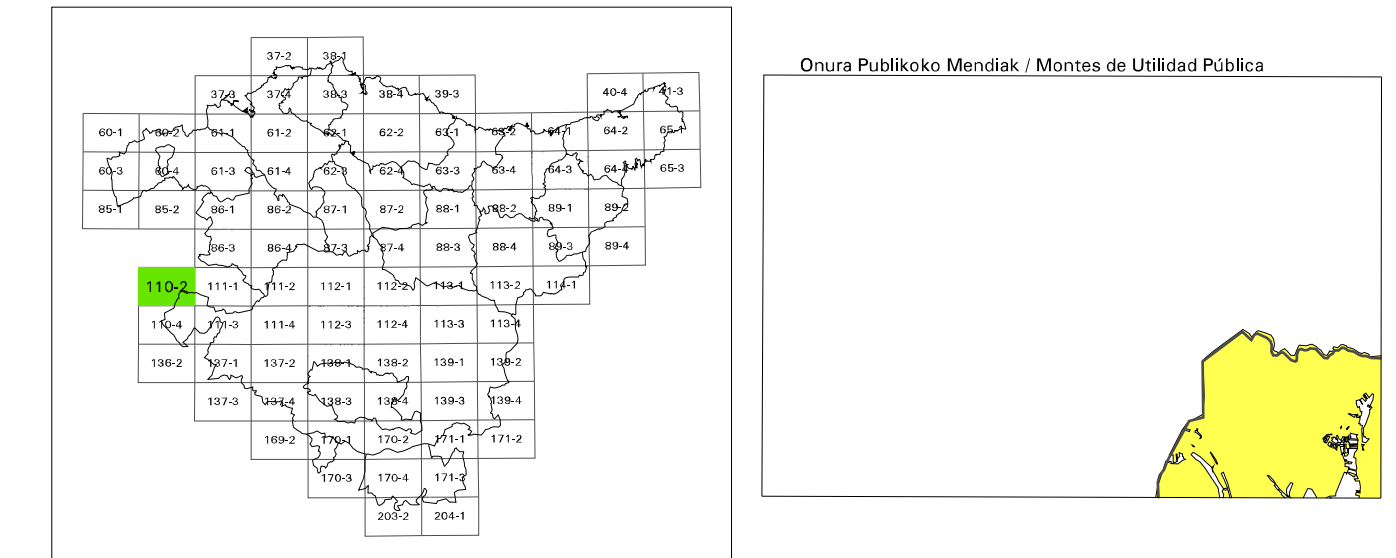 37-2 38-1
Onura Publikoko Mendiak / Montes de Utilidad Pública
37-3 37-4 38-3 38-4 39-3 40-4 41-3
60-1 60-2 61-1 61-2 62-1 62-2 63-1 63-2 64-1 64-2 65-1
60-3 60-4 61-3 61-4 62-3 62-4 63-3 63-4 64-3 64-4 65-3
85-1 85-2 86-1 86-2 87-1 87-2 88-1 88-2 89-1 89-2
86-3 86-4 87-3 87-4 88-3 88-4 89-3 89-4
110-2 111-1 111-2 112-1 112-2 113-1 113-2 114-1
110-4 111-3 111-4 112-3 112-4 113-3 113-4
136-2 137-1 137-2 138-1 138-2 139-1 139-2
137-3 137-4 138-3 138-4 139-3 139-4
169-2 170-1 170-2 171-1 171-2
170-3 170-4 171-3
203-2 204-1